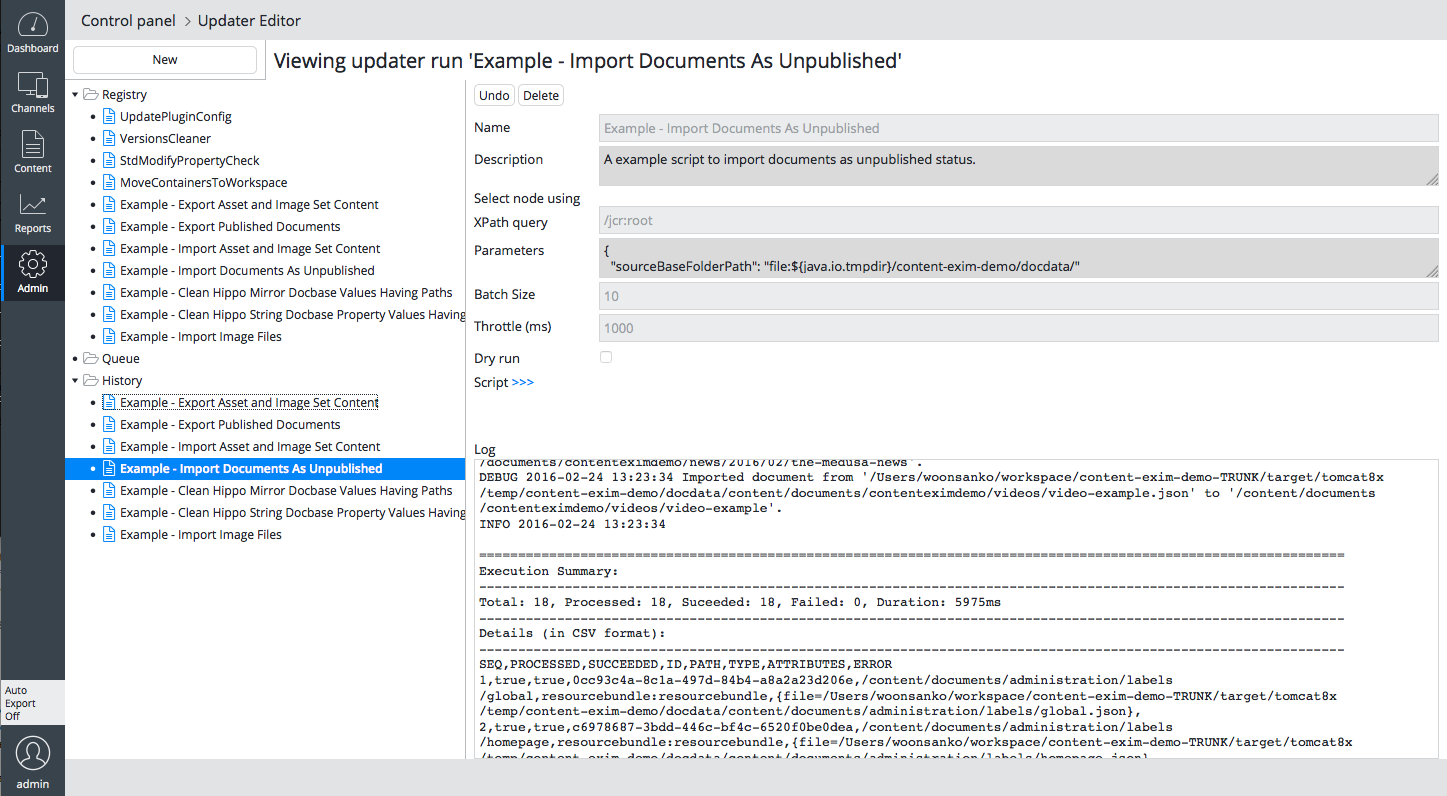 Control panel > Updater Editor
Dashboard
Channels
Content
Reports
Admin
Auto
Export
Off
admin
New
Registry
UpdatePluginConfig
VersionsCleaner
StdModifyPropertyCheck
MoveContainersToWorkspace
Example - Export Asset and Image Set Content
Example - Export Published Documents
Example - Import Asset and Image Set Content
Example - Import Documents As Unpublished
Example - Clean Hippo Mirror Docbase Values Having Paths
Example - Clean Hippo String Docbase Property Values Having
Example - Import Image Files
Queue
History
Example - Export Asset and Image Set Content
Example - Export Published Documents
Example - Import Asset and Image Set Content
Example - Import Documents As Unpublished
Example - Clean Hippo Mirror Docbase Values Having Paths
Example - Clean Hippo String Docbase Property Values Having
Example - Import Image Files
Viewing updater run 'Example - Import Documents As Unpublished'
Undo Delete
Name Example - Import Documents As Unpublished
Description A example script to import documents as unpublished status.
Select node using
XPath query /jcr:root
Parameters {
"sourceBaseFolderPath": "file:${java.io.tmpdir}/content-exim-demo/docdata/"
Batch Size 10
Throttle (ms) 1000
Dry run
Script >>>
Log
/documents/contenteximdemo/news/2016/02/the-medusa-news'.
DEBUG 2016-02-24 13:23:34 Imported document from '/Users/woonsanko/workspace/content-exim-demo-TRUNK/target/tomcat8x
/temp/content-exim-demo/docdata/content/documents/contenteximdemo/videos/video-example.json' to '/content/documents
/contenteximdemo/videos/video-example'.
INFO 2016-02-24 13:23:34
================================================================================================================
Execution Summary:
----------------------------------------------------------------------------------------------------------------
Total: 18, Processed: 18, Suceeded: 18, Failed: 0, Duration: 5975ms
----------------------------------------------------------------------------------------------------------------
Details (in CSV format):
----------------------------------------------------------------------------------------------------------------
SEQ,PROCESSED,SUCCEEDED,ID,PATH,TYPE,ATTRIBUTES,ERROR
1,true,true,0cc93c4a-8c1a-497d-84b4-a8a2a23d206e,/content/documents/administration/labels
/global,resourcebundle:resourcebundle,{file=/Users/woonsanko/workspace/content-exim-demo-TRUNK/target/tomcat8x
/temp/content-exim-demo/docdata/content/documents/administration/labels/global.json},
2,true,true,c6978687-3bdd-446c-bf4c-6520f0be0dea,/content/documents/administration/labels
/homepage,resourcebundle:resourcebundle,{file=/Users/woonsanko/workspace/content-exim-demo-TRUNK/target/tomcat8x
/temp/content-exim-demo/docdata/content/documents/administration/labels/homepage.json}